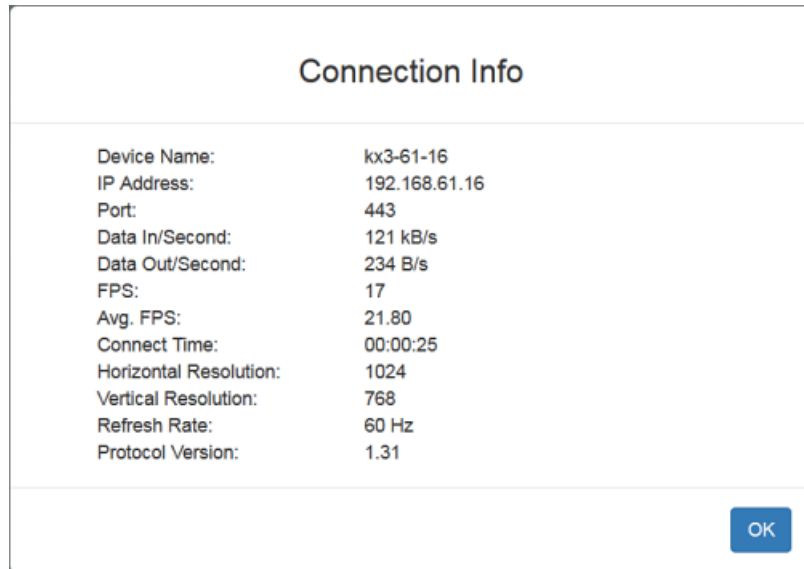 Connection Info
Device Name: kx3-61-16
IP Address: 192.168.61.16
Port: 443
Data In/Second: 121 kB/s
Data Out/Second: 234 B/s
FPS: 17
Avg. FPS: 21.80
Connect Time: 00:00:25
Horizontal Resolution: 1024
Vertical Resolution: 768
Refresh Rate: 60 Hz
Protocol Version: 1.31
OK